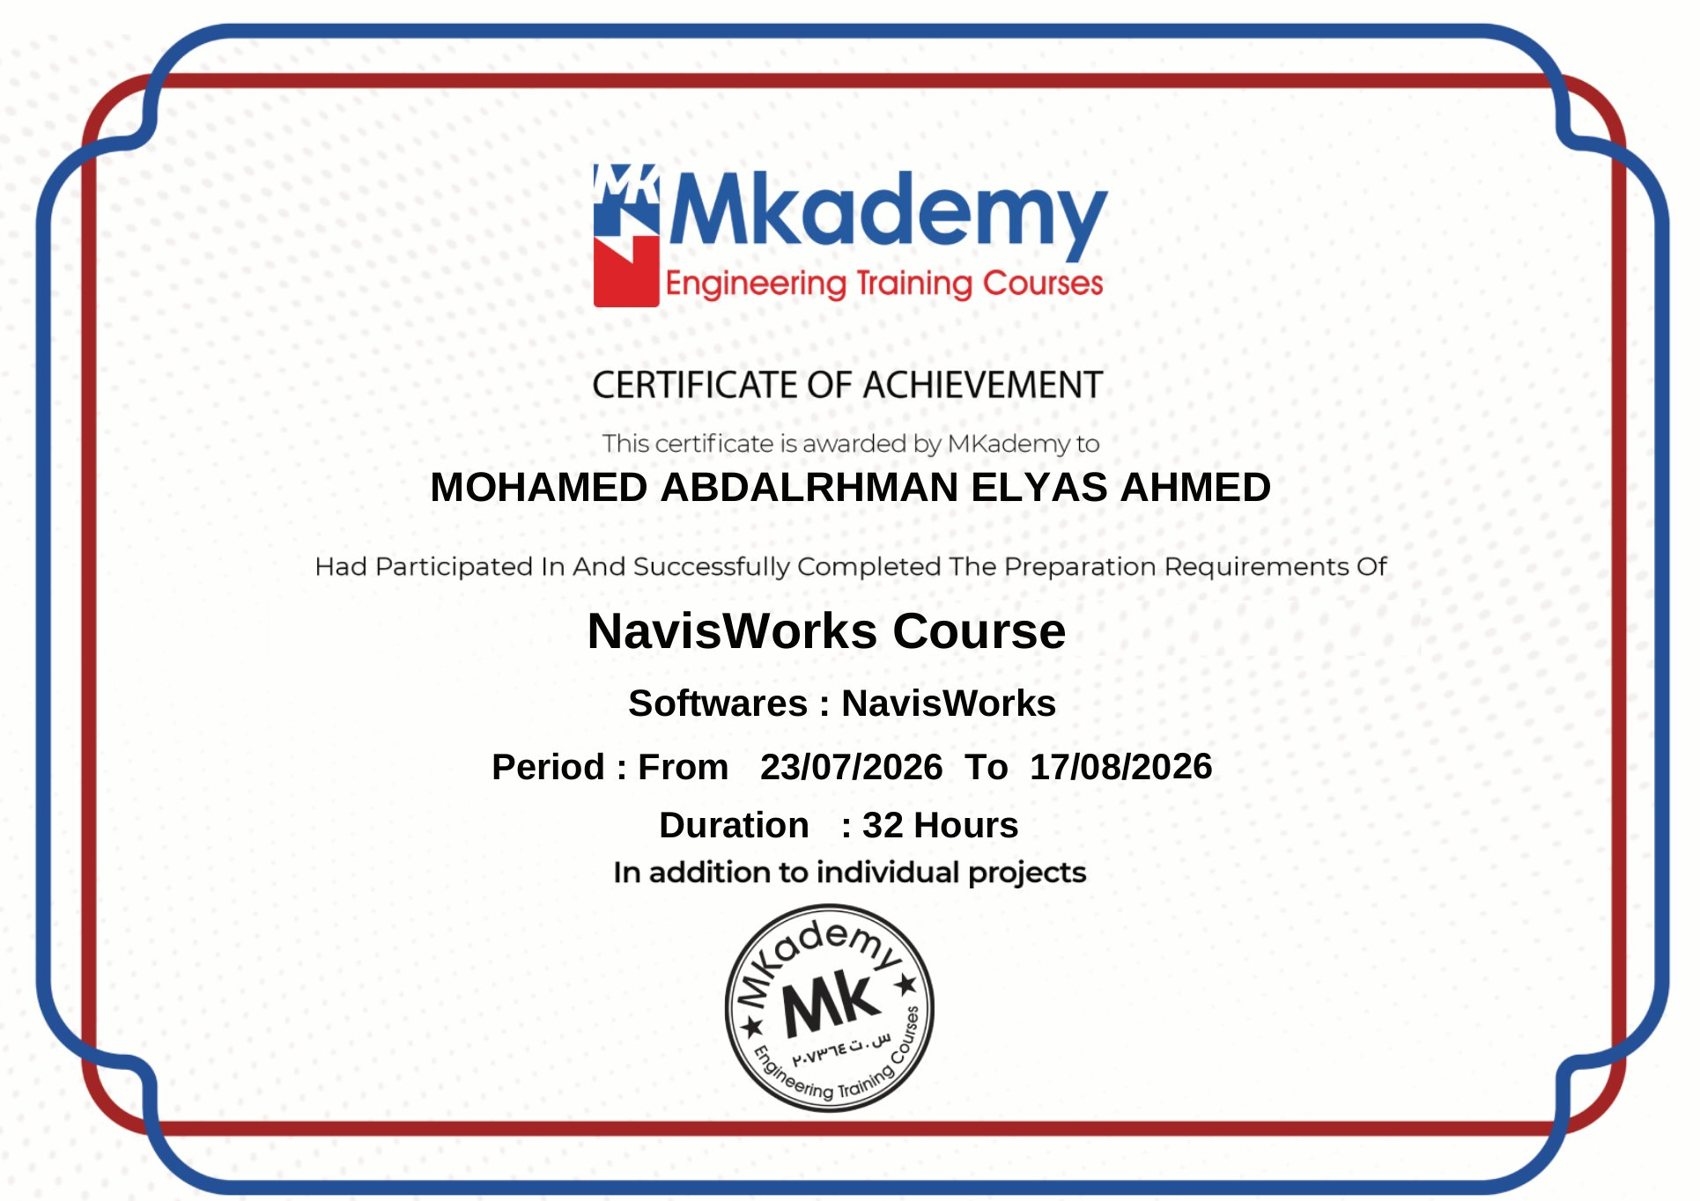 MK
Mkademy
Engineering Training Courses
CERTIFICATE OF ACHIEVEMENT
This certificate is awarded by MKademy to
MOHAMED ABDALRHMAN ELYAS AHMED
Had Participated In And Successfully Completed The Preparation Requirements Of
NavisWorks Course
Softwares : NavisWorks
Period : From 23/07/2026 To 17/08/2026
Duration : 32 Hours
In addition to individual projects
MKademy
Mk
س.ت ٢٠٧٣٦٤
Engineering Training Courses